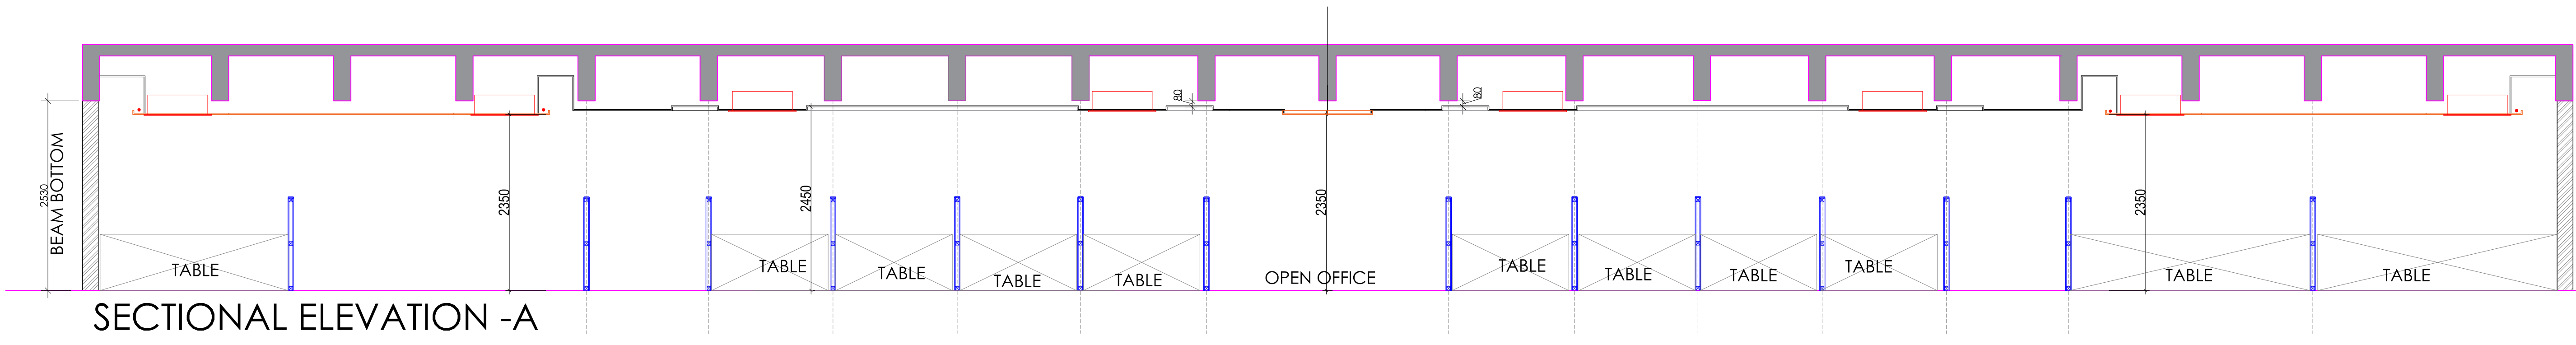 80
80
2530
BEAM BOTTOM
2350
2450
2350
2350
TABLE
TABLE
TABLE
TABLE
TABLE
OPEN OFFICE
TABLE
TABLE
TABLE
TABLE
TABLE
TABLE
SECTIONAL ELEVATION -A